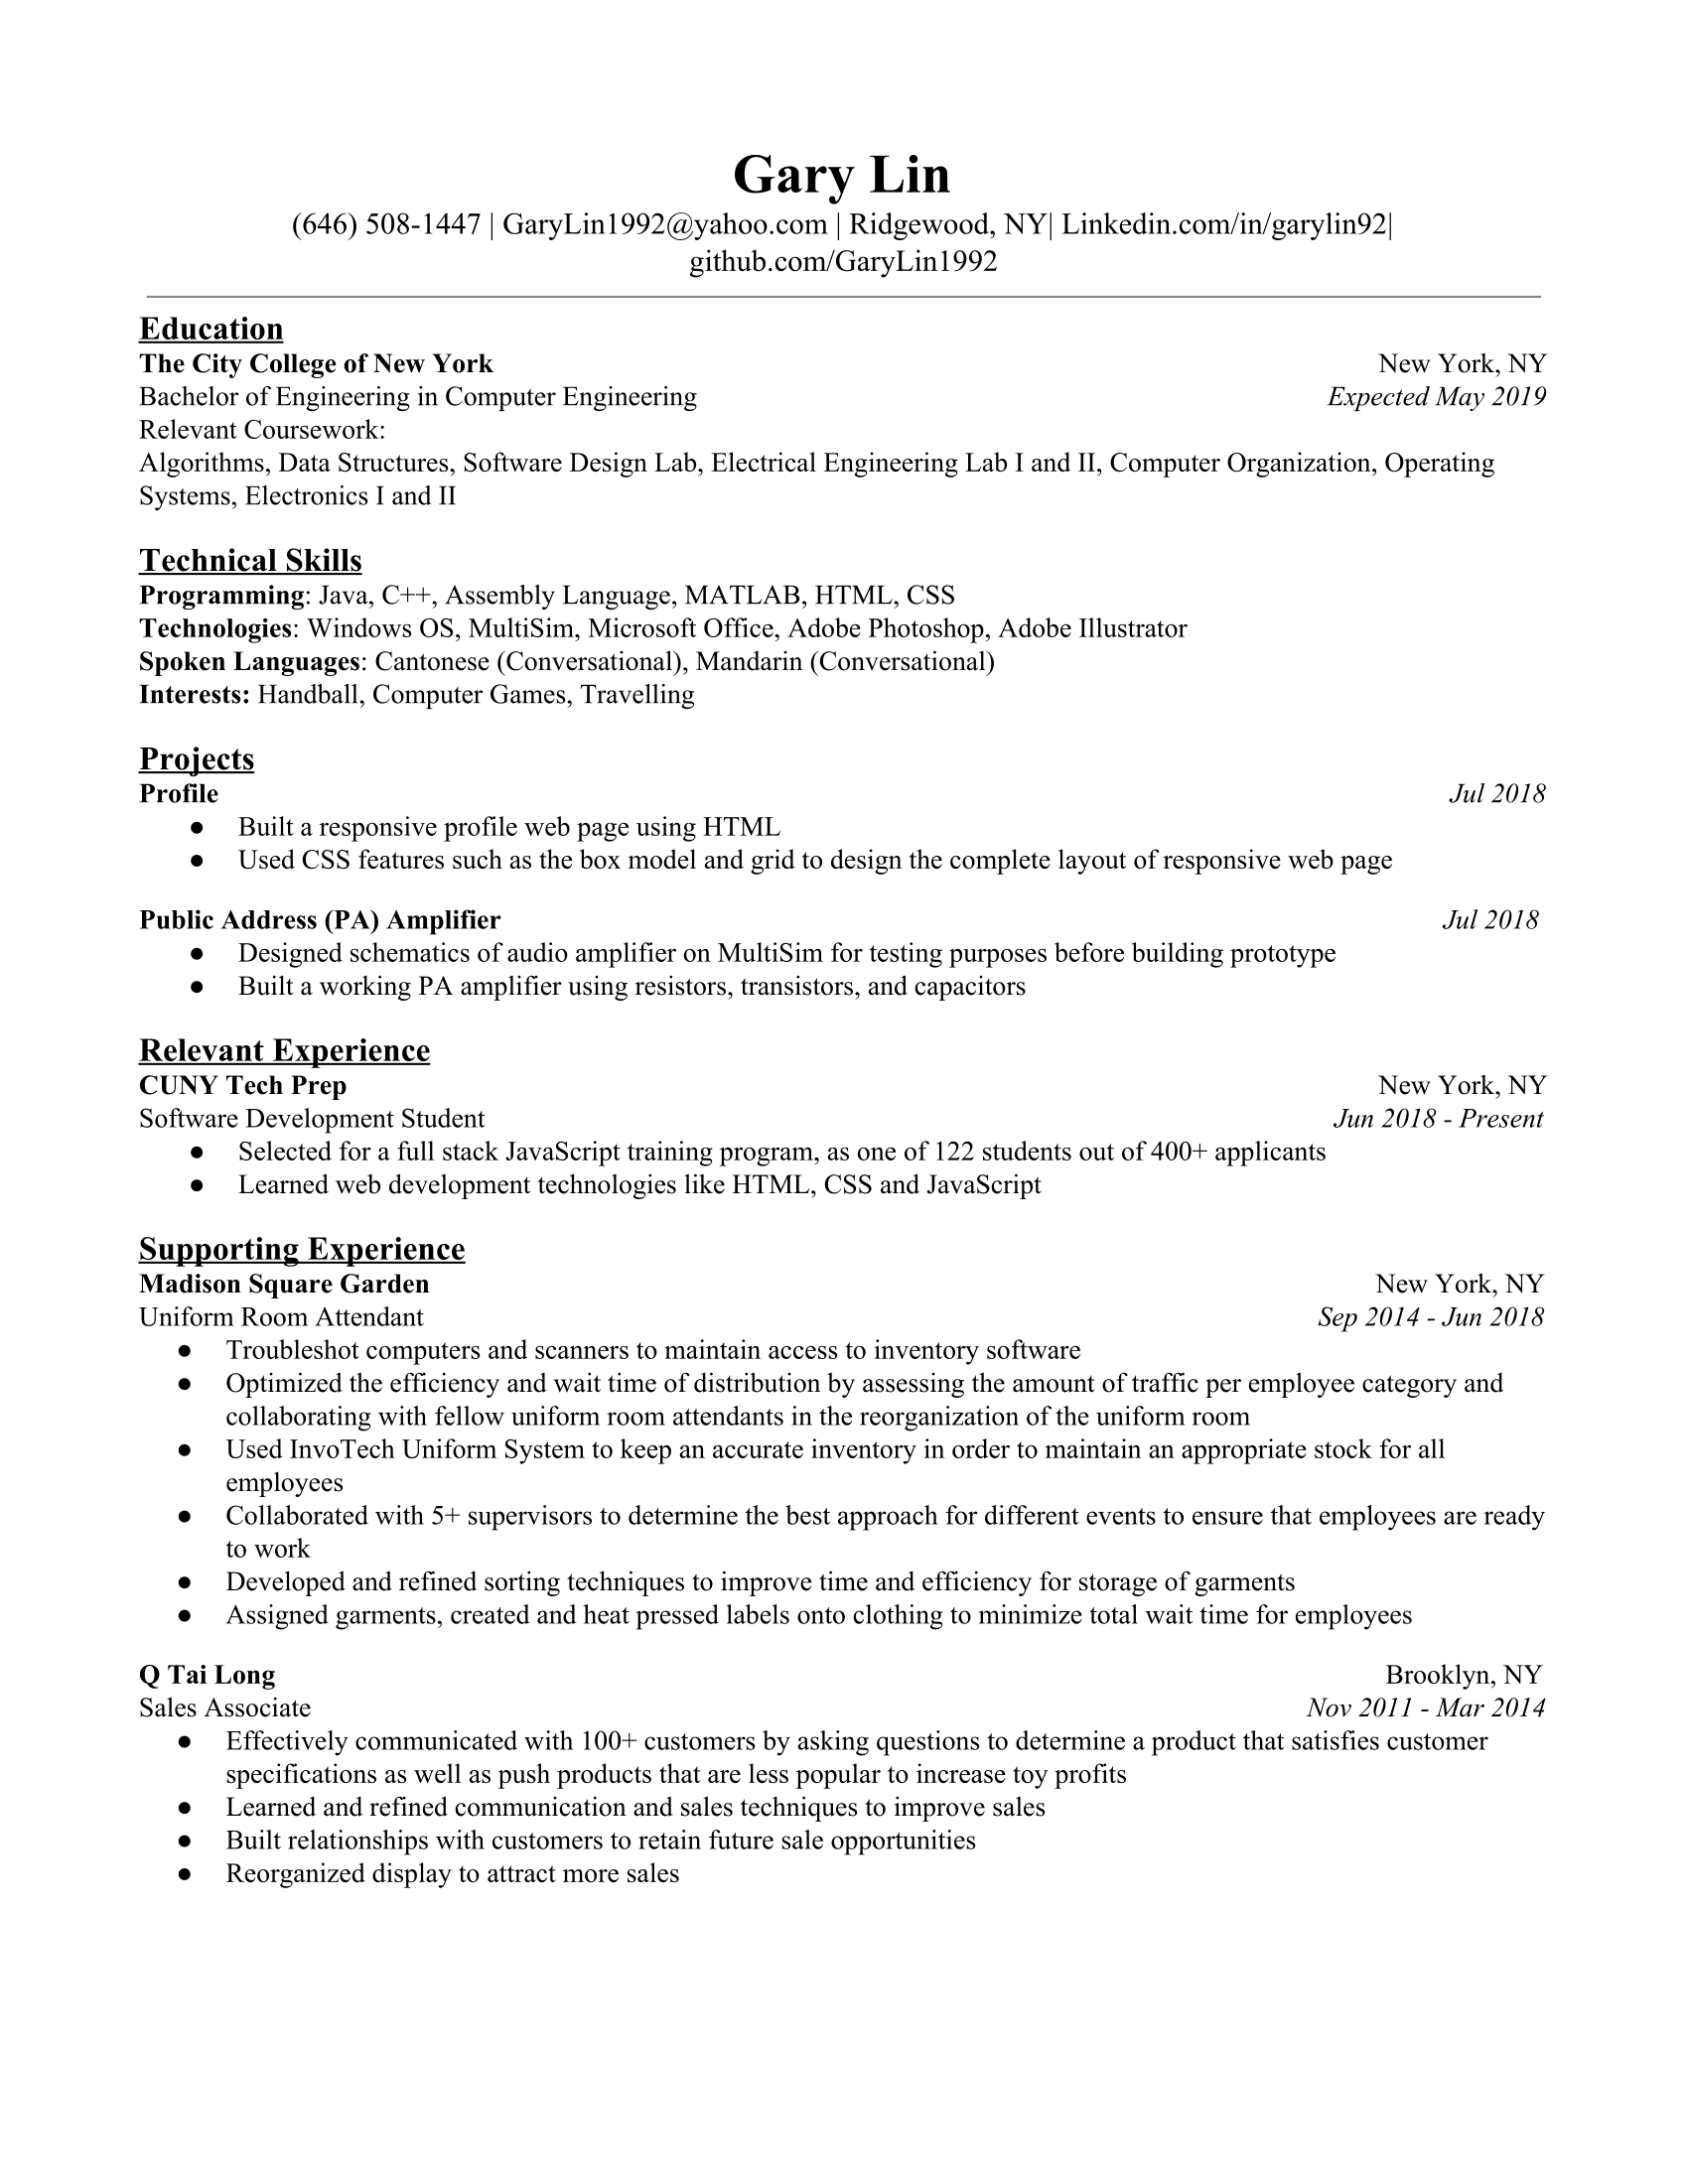 Gary Lin
(646) 508-1447 | GaryLin1992@yahoo.com | Ridgewood, NY| Linkedin.com/in/garylin92|
github.com/GaryLin1992
Education
The City College of New York New York, NY
Bachelor of Engineering in Computer Engineering Expected May 2019
Relevant Coursework:
Algorithms, Data Structures, Software Design Lab, Electrical Engineering Lab I and II, Computer Organization, Operating
Systems, Electronics I and II
Technical Skills
Programming: Java, C++, Assembly Language, MATLAB, HTML, CSS
Technologies: Windows OS, MultiSim, Microsoft Office, Adobe Photoshop, Adobe Illustrator
Spoken Languages: Cantonese (Conversational), Mandarin (Conversational)
Interests: Handball, Computer Games, Travelling
Projects
Profile Jul 2018
● Built a responsive profile web page using HTML
● Used CSS features such as the box model and grid to design the complete layout of responsive web page
Public Address (PA) Amplifier Jul 2018
● Designed schematics of audio amplifier on MultiSim for testing purposes before building prototype
● Built a working PA amplifier using resistors, transistors, and capacitors
Relevant Experience
CUNY Tech Prep New York, NY
Software Development Student Jun 2018 - Present
● Selected for a full stack JavaScript training program, as one of 122 students out of 400+ applicants
● Learned web development technologies like HTML, CSS and JavaScript
Supporting Experience
Madison Square Garden New York, NY
Uniform Room Attendant Sep 2014 - Jun 2018
● Troubleshot computers and scanners to maintain access to inventory software
● Optimized the efficiency and wait time of distribution by assessing the amount of traffic per employee category and
collaborating with fellow uniform room attendants in the reorganization of the uniform room
● Used InvoTech Uniform System to keep an accurate inventory in order to maintain an appropriate stock for all
employees
● Collaborated with 5+ supervisors to determine the best approach for different events to ensure that employees are ready
to work
● Developed and refined sorting techniques to improve time and efficiency for storage of garments
● Assigned garments, created and heat pressed labels onto clothing to minimize total wait time for employees
Q Tai Long Brooklyn, NY
Sales Associate Nov 2011 - Mar 2014
● Effectively communicated with 100+ customers by asking questions to determine a product that satisfies customer
specifications as well as push products that are less popular to increase toy profits
● Learned and refined communication and sales techniques to improve sales
● Built relationships with customers to retain future sale opportunities
● Reorganized display to attract more sales